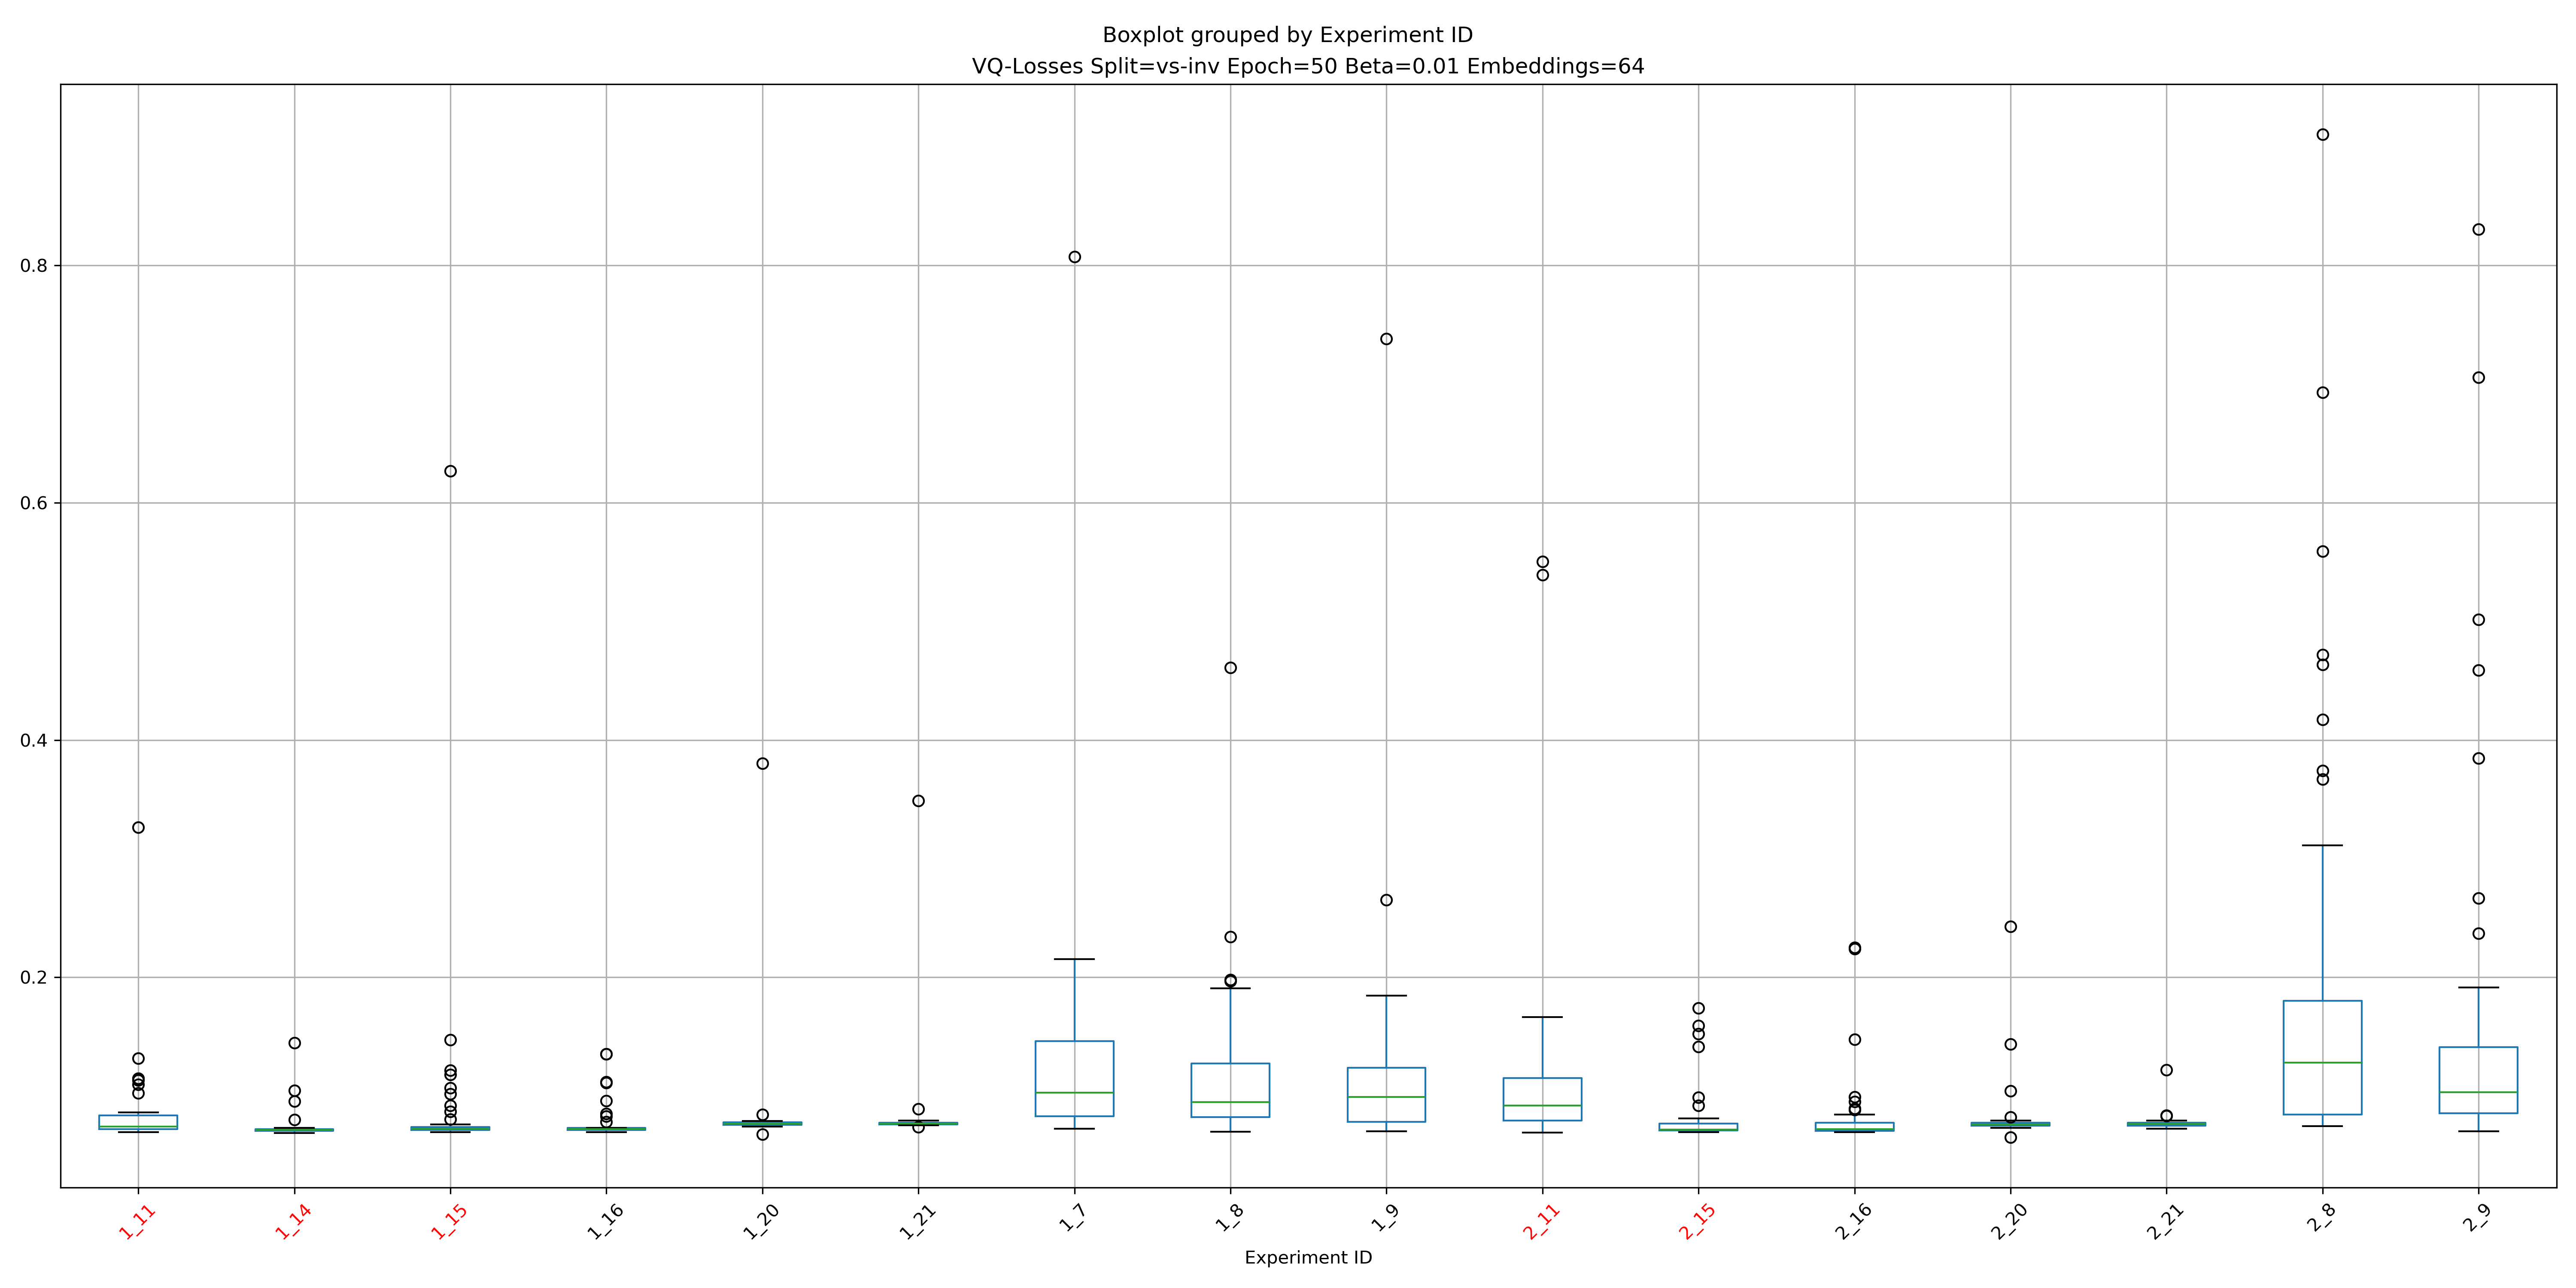 Boxplot grouped by Experiment ID
VQ-Losses Split=vs-inv Epoch=50 Beta=0.01 Embeddings=64
0.8
0.6
0.4
0.2
1_11 1_14 1_15 1_16 1_20 1_21 1_7 1_8 1_9 2_11 2_15 2_16 2_20 2_21 2_8 2_9
Experiment ID